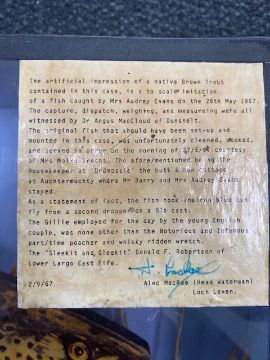 The artificial impression of a native Brown Trout
contained in this case, is a to scale imitation
of a fish caught by Mrs Audrey Evans on the 26th May 1967.
The capture, dispatch, weighing, and measuring were all
witnessed by Dr Angus MacCloud of Dunshelt.
The original fish that should have been set-up and
mounted in this case, was unfortunately cleaned, cooked,
and served in error on the morning of 27/5/67 courtesy
of Mrs Moira The aforementioned being the
Housekeeper at 'Drumossie' the butt & Ben cottage
at Auchtermuchty where Mr Barry and Mrs Audrey Evans
stayed.
As a statement of fact, the fish took an iron blue dun
fly from a second dropper on a 5lb cast.
The Gillie employed for the day by the young English
couple, was none other than the Notorious and Infamous
part/time poacher and whisky ridden wretch.
The "Sleekit and Gleekit" Donald F. Robertson of
Lower Largo East Fife.
2/9/67 Alec MacRae (Head Waterman)
Loch Leven.